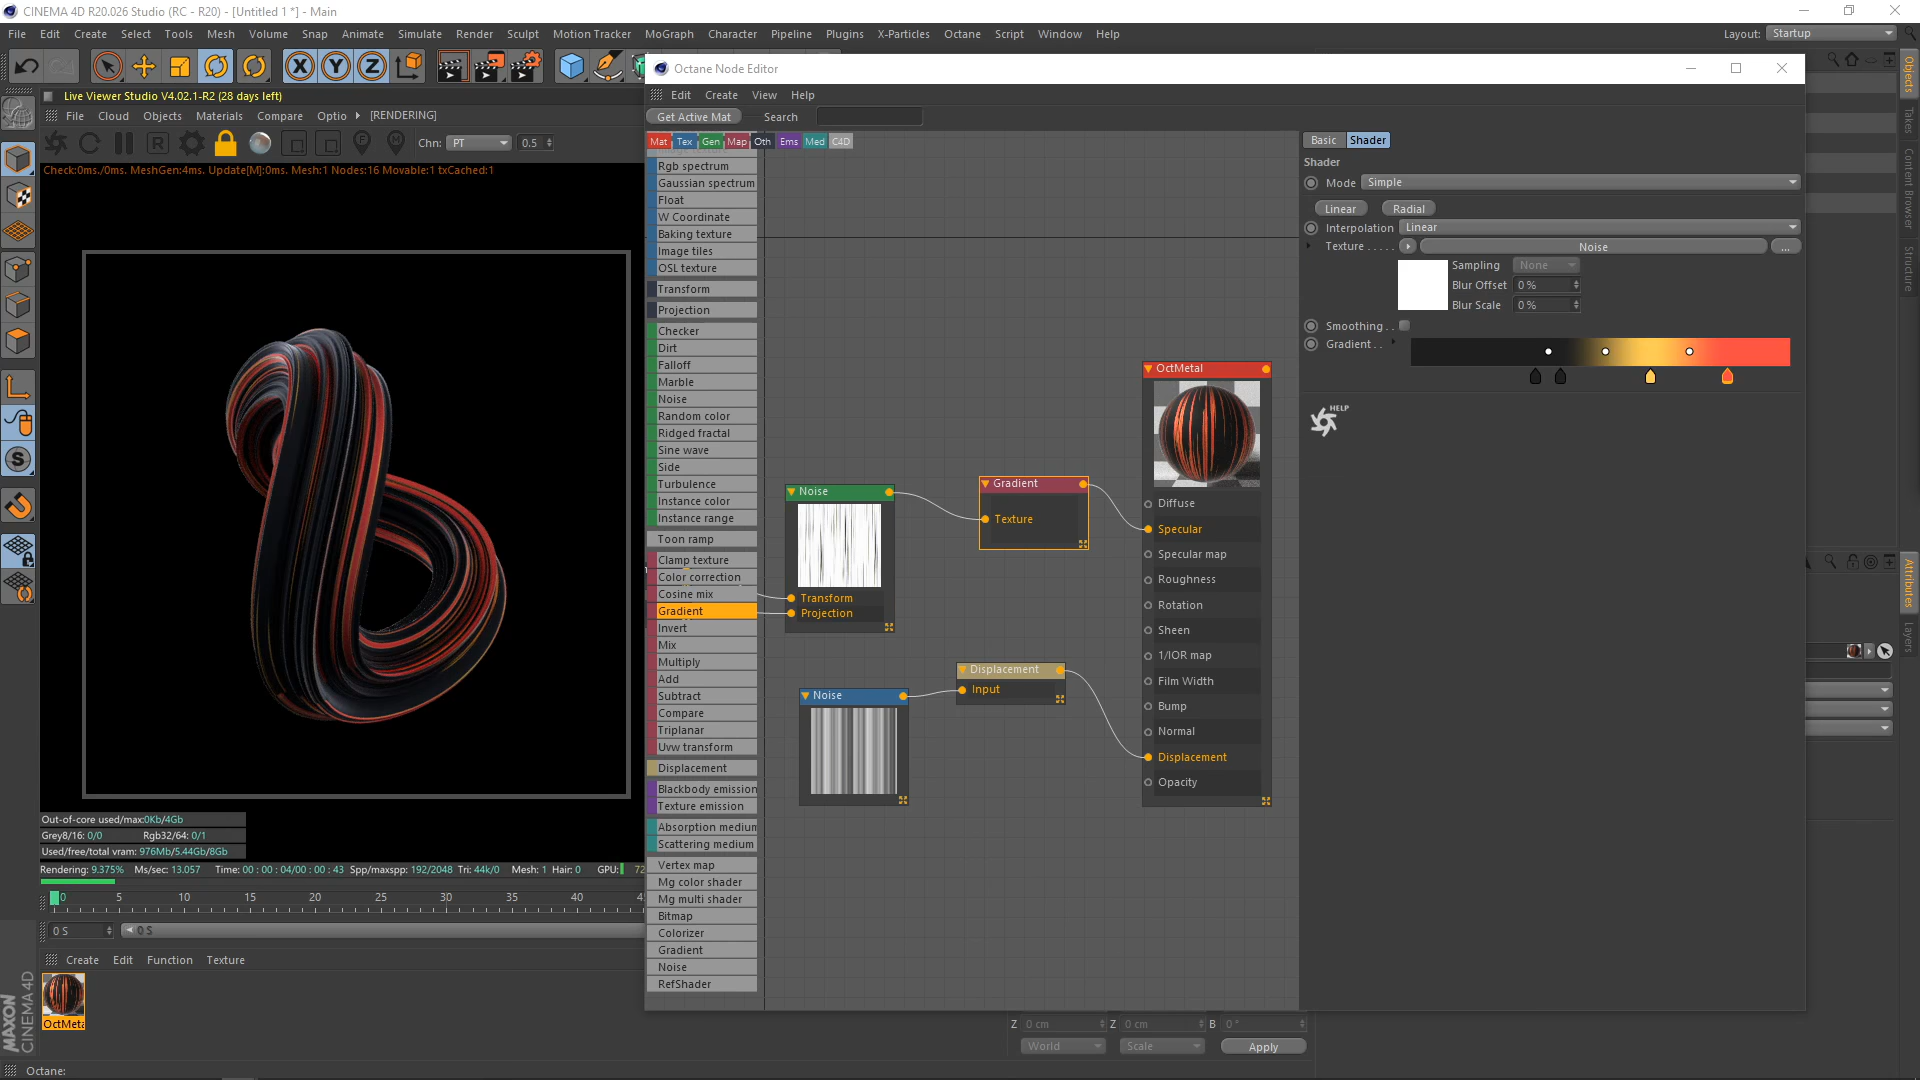 CINEMA 4D R20.026 Studio (RC - R20) - [Untitled 1 *] - Main
File Edit Create Select Tools Mesh Volume Snap Animate Simulate Render Sculpt Motion Tracker MoGraph Character Pipeline Plugins X-Particles Octane Script Window Help
Layout: Startup
X Y Z
Live Viewer Studio V4.02.1-R2 (28 days left)
File Cloud Objects Materials Compare Optio [RENDERING]
Chn: PT 0.5
Check:0ms./0ms. MeshGen:4ms. Update[M]:0ms. Mesh:1 Nodes:16 Movable:1 txCached:1
Out-of-core used/max:0Kb/4Gb
Grey8/16: 0/0 Rgb32/64: 0/1
Used/free/total vram: 976Mb/5.44Gb/8Gb
Rendering: 9.375% Ms/sec: 13.057 Time: 00 : 00 : 04/00 : 00 : 43 Spp/maxspp: 192/2048 Tri: 44k/0 Mesh: 1 Hair: 0 GPU: 72
0 5 10 15 20 25 30 35 40
0 S 0 S
Create Edit Function Texture
OctMeta
MAXON
CINEMA 4D
Octane:
Octane Node Editor
Edit Create View Help
Get Active Mat Search
Mat Tex Gen Map Oth Ems Med C4D
Rgb spectrum
Gaussian spectrum
Float
W Coordinate
Baking texture
Image tiles
OSL texture
Transform
Projection
Checker
Dirt
Falloff
Marble
Noise
Random color
Ridged fractal
Sine wave
Side
Turbulence
Instance color
Instance range
Toon ramp
Clamp texture
Color correction
Cosine mix
Gradient
Invert
Mix
Multiply
Add
Subtract
Compare
Triplanar
Uvw transform
Displacement
Blackbody emission
Texture emission
Absorption medium
Scattering medium
Vertex map
Mg color shader
Mg multi shader
Bitmap
Colorizer
Gradient
Noise
RefShader
Noise
Transform
Projection
Gradient
Texture
Noise
Displacement
Input
OctMetal
Diffuse
Specular
Specular map
Roughness
Rotation
Sheen
1/IOR map
Film Width
Bump
Normal
Displacement
Opacity
Basic Shader
Shader
Mode Simple
Linear Radial
Interpolation Linear
Texture . . . . . Noise ...
Sampling None
Blur Offset 0 %
Blur Scale 0 %
Smoothing . .
Gradient . .
HELP
Z 0 cm Z 0 cm B 0 °
World Scale Apply
Objects
Takes
Content Browser
Structure
Attributes
Layers